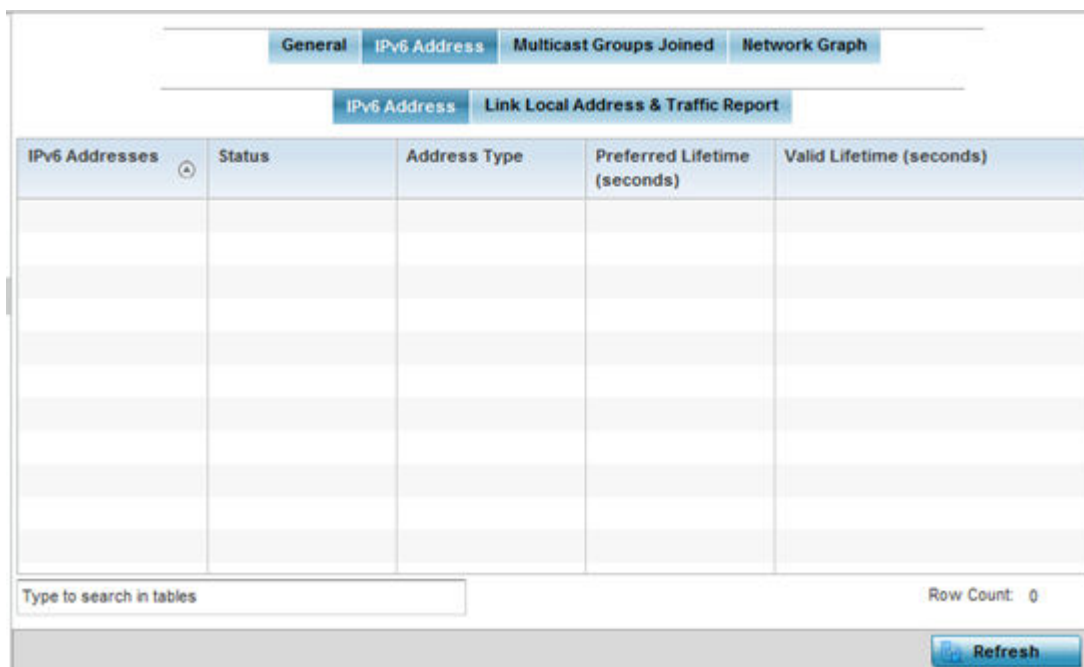 General IPv6 Address Multicast Groups Joined Network Graph
IPv6 Address Link Local Address & Traffic Report
IPv6 Addresses Status Address Type Preferred Lifetime (seconds) Valid Lifetime (seconds)
Type to search in tables Row Count: 0
Refresh